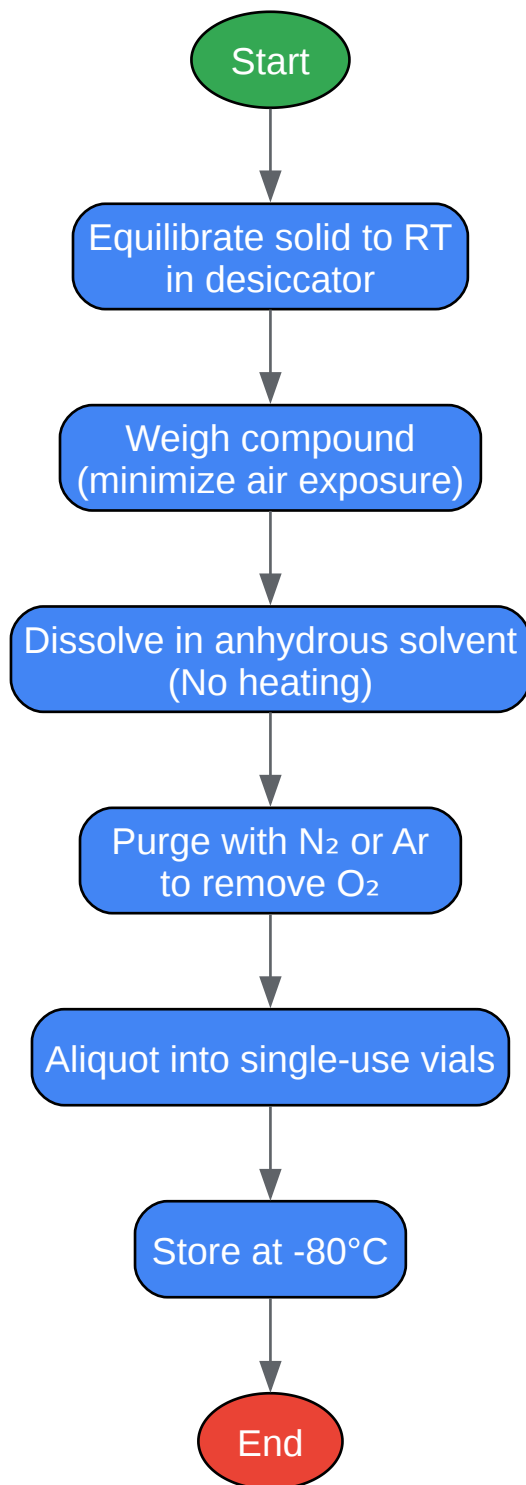 Start
Equilibrate solid to RT
in desiccator
Weigh compound
(minimize air exposure)
Dissolve in anhydrous solvent
(No heating)
Purge with N₂ or Ar
to remove O₂
Aliquot into single-use vials
Store at -80°C
End